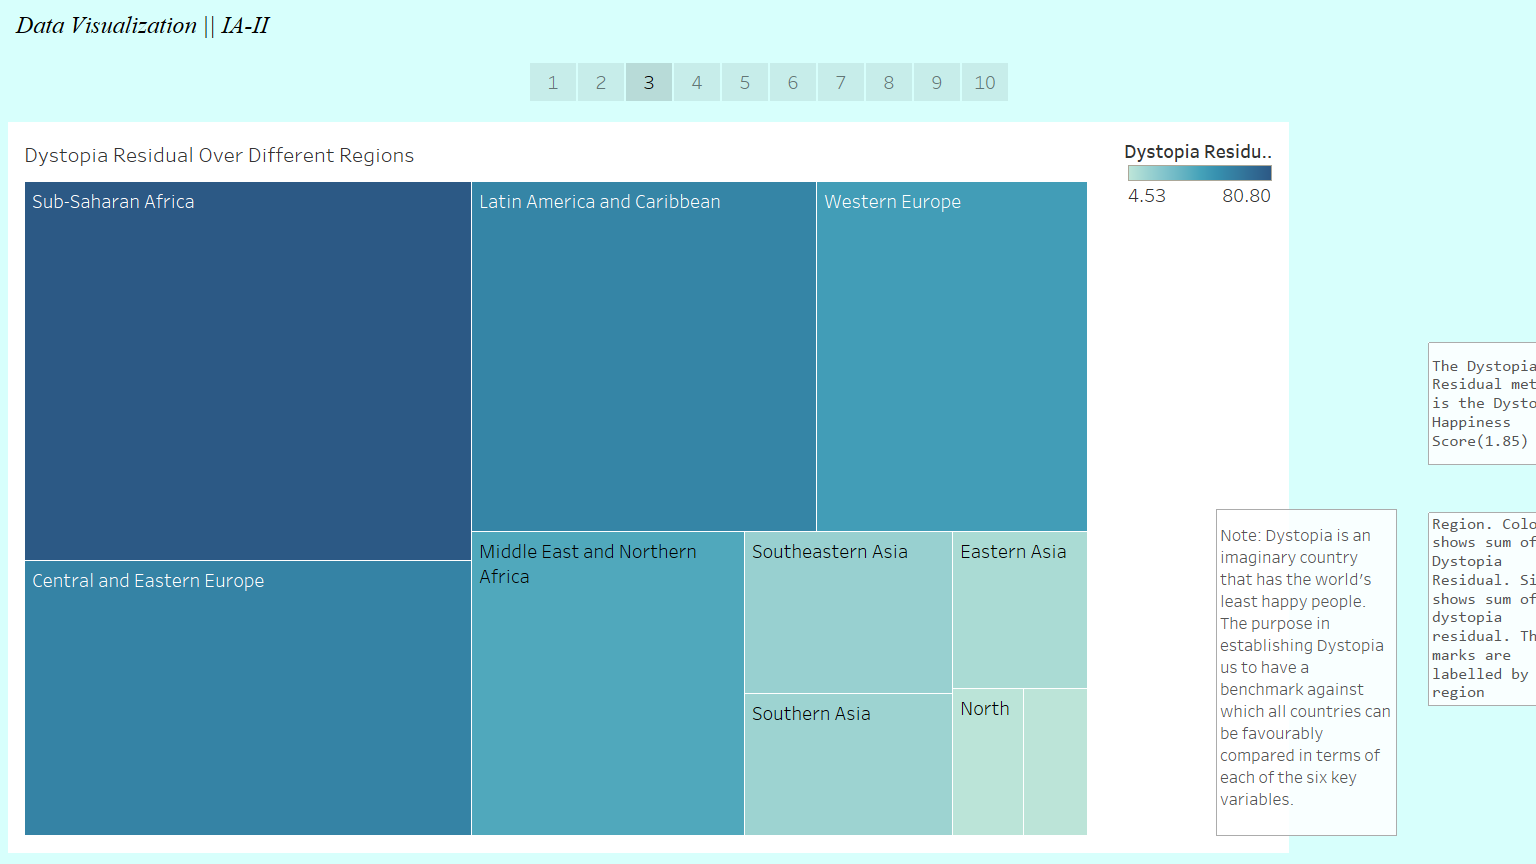 Data Visualization || IA-II
1 2 3 4 5 6 7 8 9 10
Dystopia Residual Over Different Regions
Dystopia Residu..
4.53 80.80
Sub-Saharan Africa
Latin America and Caribbean
Western Europe
Central and Eastern Europe
Middle East and Northern
Africa
Southeastern Asia
Eastern Asia
Southern Asia
North
Note: Dystopia is an
imaginary country
that has the world's
least happy people.
The purpose in
establishing Dystopia
us to have a
benchmark against
which all countries can
be favourably
compared in terms of
each of the six key
variables.
The Dystopia
Residual met
is the Dysto
Happiness
Score(1.85)
Region. Colo
shows sum of
Dystopia
Residual. Si
shows sum of
dystopia
residual. Th
marks are
labelled by
region